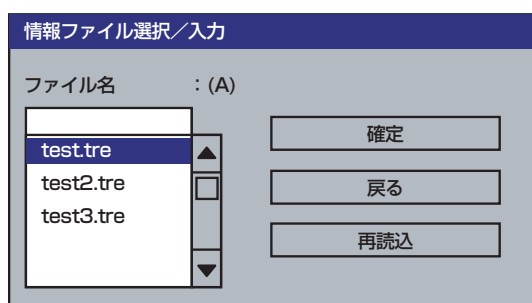 情報ファイル選択／入力
ファイル名　：(A)
test.tre
test2.tre
test3.tre
確定
戻る
再読込